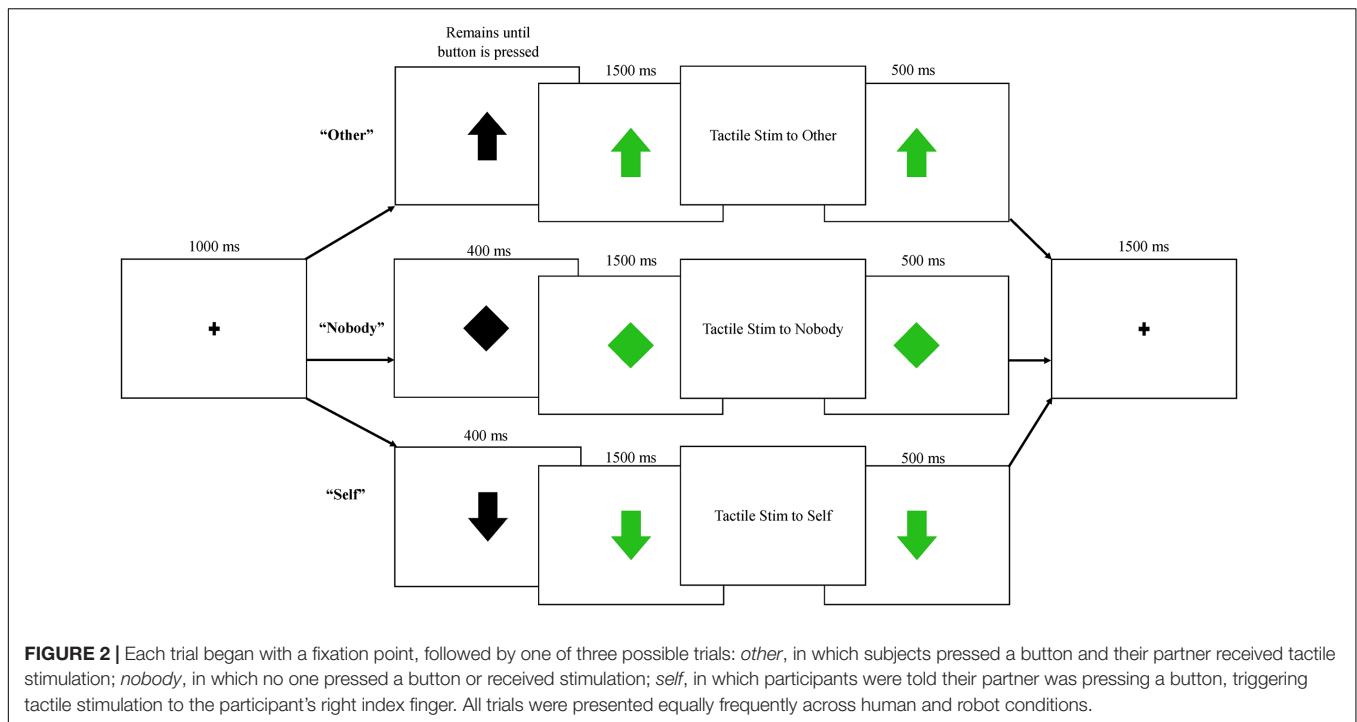 Remains until
button is pressed
1500 ms
500 ms
"Other"
Tactile Stim to Other
1000 ms
400 ms
1500 ms
500 ms
1500 ms
"Nobody"
Tactile Stim to Nobody
400 ms
1500 ms
500 ms
"Self"
Tactile Stim to Self
FIGURE 2 | Each trial began with a fixation point, followed by one of three possible trials: other, in which subjects pressed a button and their partner received tactile
stimulation; nobody, in which no one pressed a button or received stimulation; self, in which participants were told their partner was pressing a button, triggering
tactile stimulation to the participant's right index finger. All trials were presented equally frequently across human and robot conditions.